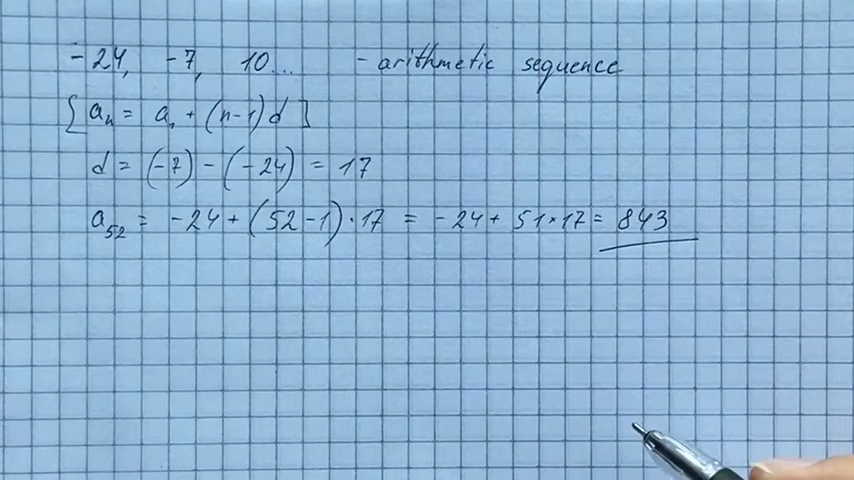 -24, -7, 10... - arithmetic sequence
[aₙ = a₁ + (n-1)d]
d = (-7) - (-24) = 17
a₅₂ = -24 + (52-1)·17 = -24 + 51×17 = 843